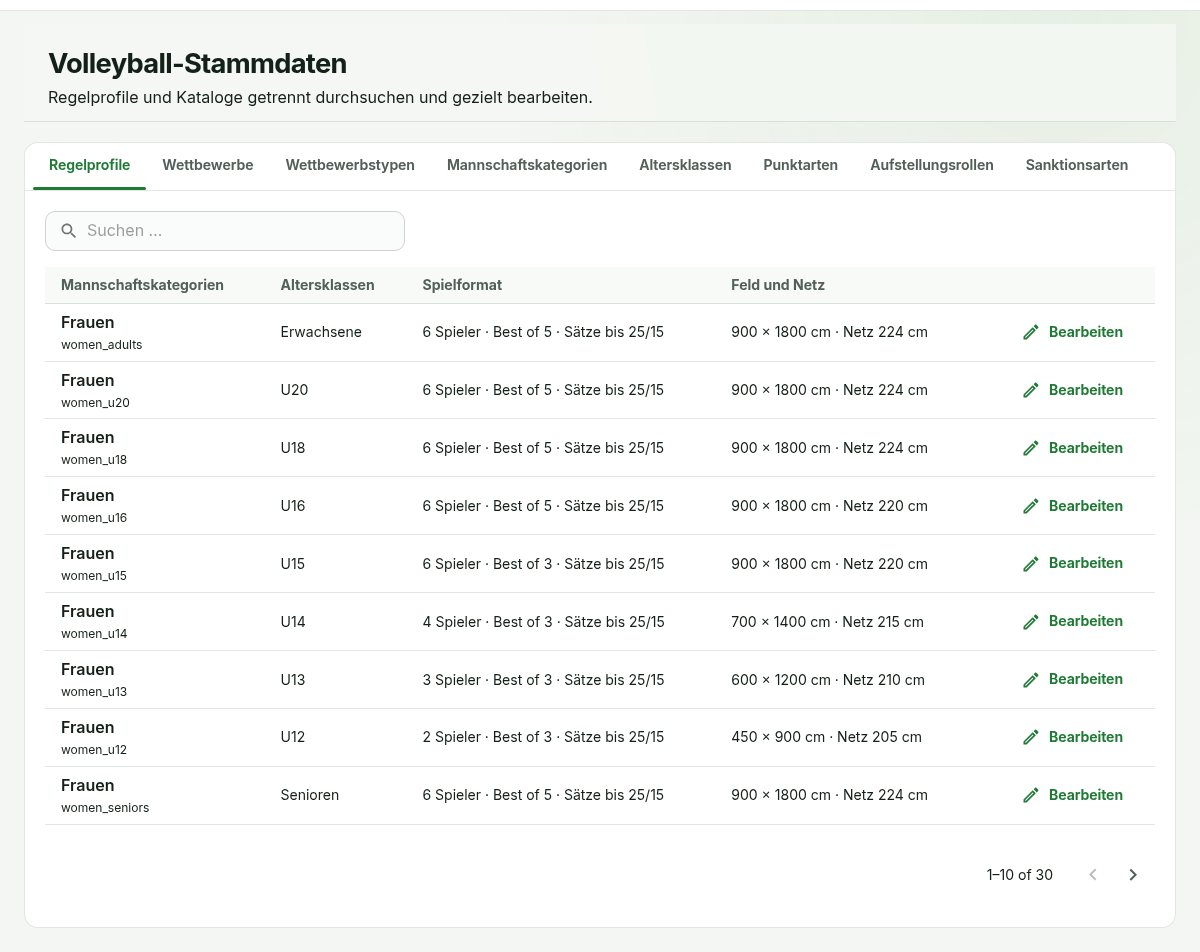 Volleyball-Stammdaten
Regelprofile und Kataloge getrennt durchsuchen und gezielt bearbeiten.
Regelprofile Wettbewerbe Wettbewerbstypen Mannschaftskategorien Altersklassen Punktarten Aufstellungsrollen Sanktionsarten
Suchen ...
Mannschaftskategorien Altersklassen Spielformat Feld und Netz
Frauen
women_adults
Erwachsene 6 Spieler · Best of 5 · Sätze bis 25/15 900 × 1800 cm · Netz 224 cm Bearbeiten
Frauen
women_u20
U20 6 Spieler · Best of 5 · Sätze bis 25/15 900 × 1800 cm · Netz 224 cm Bearbeiten
Frauen
women_u18
U18 6 Spieler · Best of 5 · Sätze bis 25/15 900 × 1800 cm · Netz 224 cm Bearbeiten
Frauen
women_u16
U16 6 Spieler · Best of 5 · Sätze bis 25/15 900 × 1800 cm · Netz 220 cm Bearbeiten
Frauen
women_u15
U15 6 Spieler · Best of 3 · Sätze bis 25/15 900 × 1800 cm · Netz 220 cm Bearbeiten
Frauen
women_u14
U14 4 Spieler · Best of 3 · Sätze bis 25/15 700 × 1400 cm · Netz 215 cm Bearbeiten
Frauen
women_u13
U13 3 Spieler · Best of 3 · Sätze bis 25/15 600 × 1200 cm · Netz 210 cm Bearbeiten
Frauen
women_u12
U12 2 Spieler · Best of 3 · Sätze bis 25/15 450 × 900 cm · Netz 205 cm Bearbeiten
Frauen
women_seniors
Senioren 6 Spieler · Best of 5 · Sätze bis 25/15 900 × 1800 cm · Netz 224 cm Bearbeiten
1–10 of 30